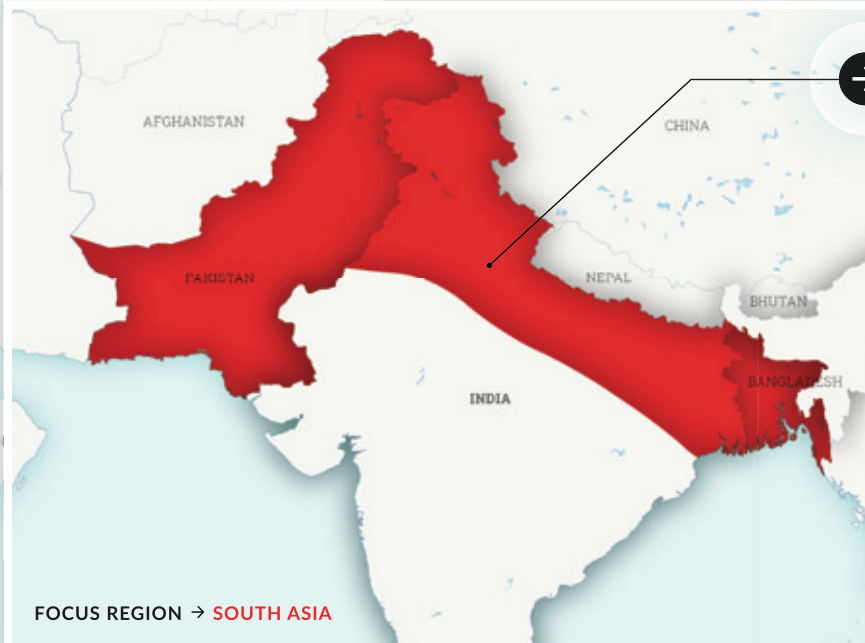 AFGHANISTAN
CHINA
PAKISTAN
NEPAL
BHUTAN
BANGLADESH
INDIA
FOCUS REGION → SOUTH ASIA